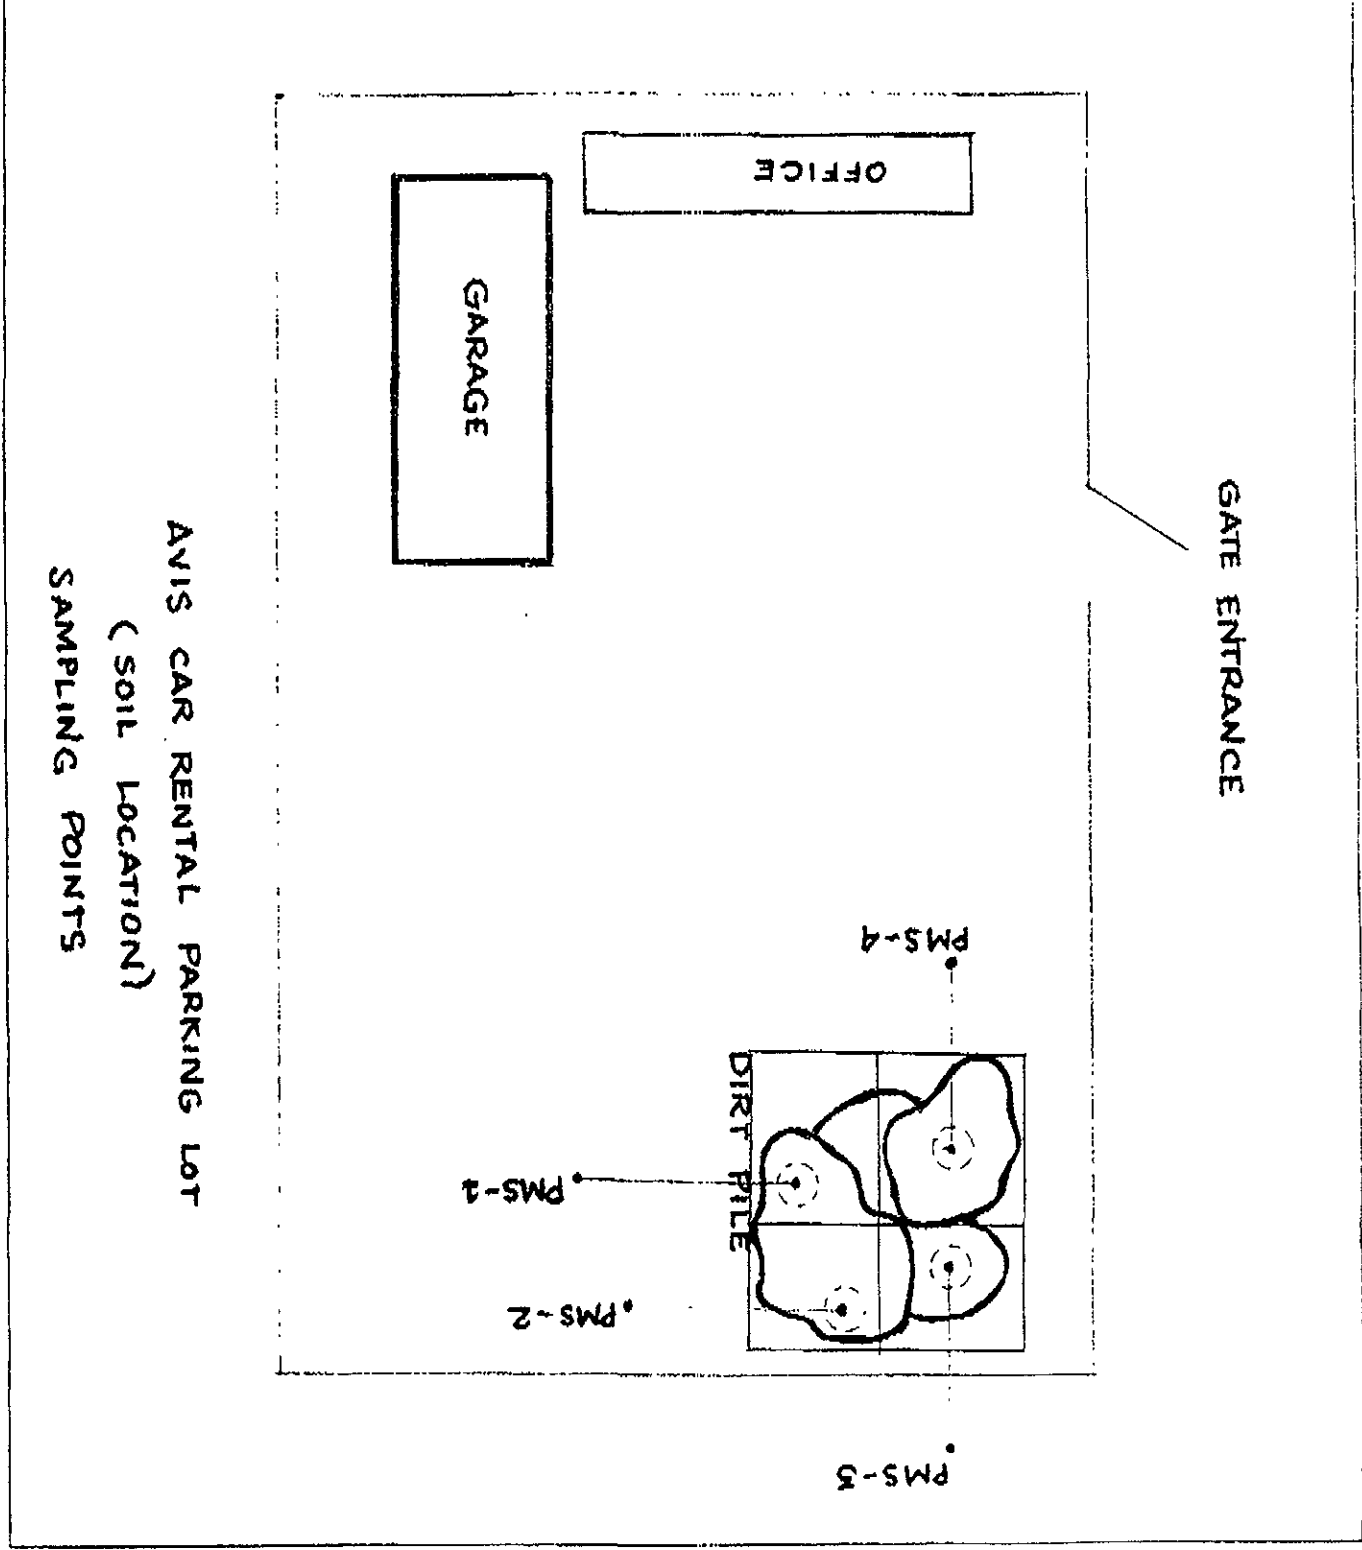 GATE ENTRANCE
OFFICE
GARAGE
PMS-4
DIRT PILE
PMS-1
PMS-2
PMS-3
AVIS CAR RENTAL PARKING LOT
(SOIL LOCATION)
SAMPLING POINTS